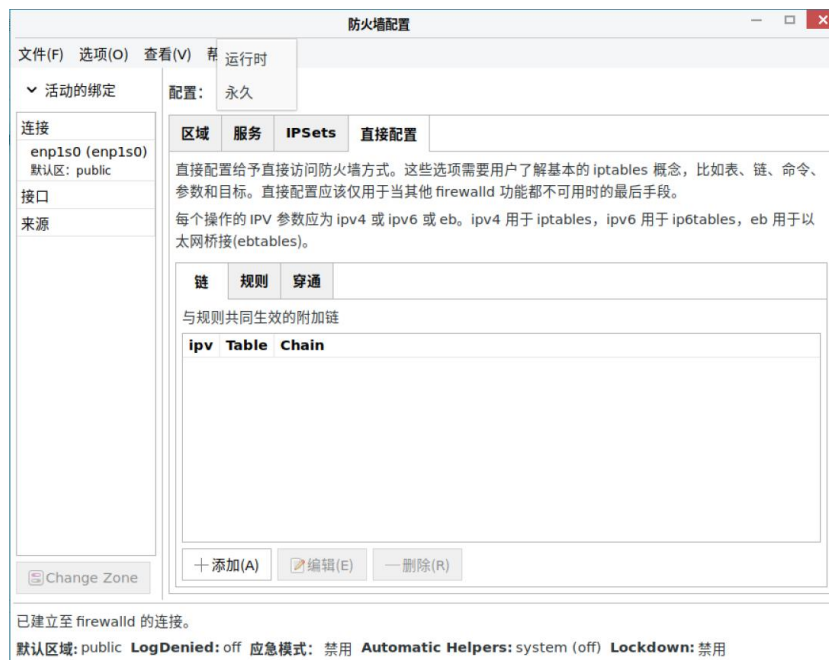 防火墙配置
文件(F) 选项(O) 查看(V) 帮
运行时
永久
活动的绑定
配置：
连接
enp1s0 (enp1s0)
默认区：public
接口
来源
Change Zone
区域 服务 IPSets 直接配置
直接配置给予直接访问防火墙方式。这些选项需要用户了解基本的 iptables 概念，比如表、链、命令、
参数和目标。直接配置应该仅用于当其他 firewalld 功能都不可用时的最后手段。
每个操作的 IPV 参数应为 ipv4 或 ipv6 或 eb。ipv4 用于 iptables，ipv6 用于 ip6tables，eb 用于以
太网桥接(ebtables)。
链 规则 穿通
与规则共同生效的附加链
ipv Table Chain
添加(A) 编辑(E) 删除(R)
已建立至 firewalld 的连接。
默认区域: public LogDenied: off 应急模式： 禁用 Automatic Helpers: system (off) Lockdown: 禁用